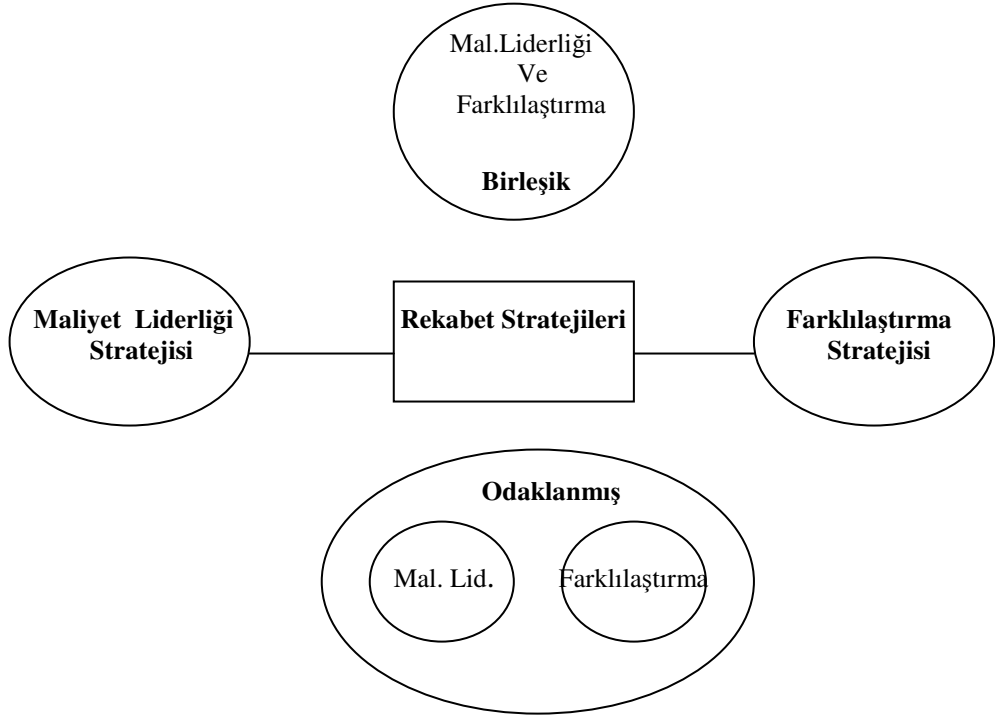 Mal.Liderliği
Ve
Farklılaştırma
Birleşik
Maliyet Liderliği
Stratejisi
Rekabet Stratejileri
Farklılaştırma
Stratejisi
Odaklanmış
Mal. Lid.
Farklılaştırma